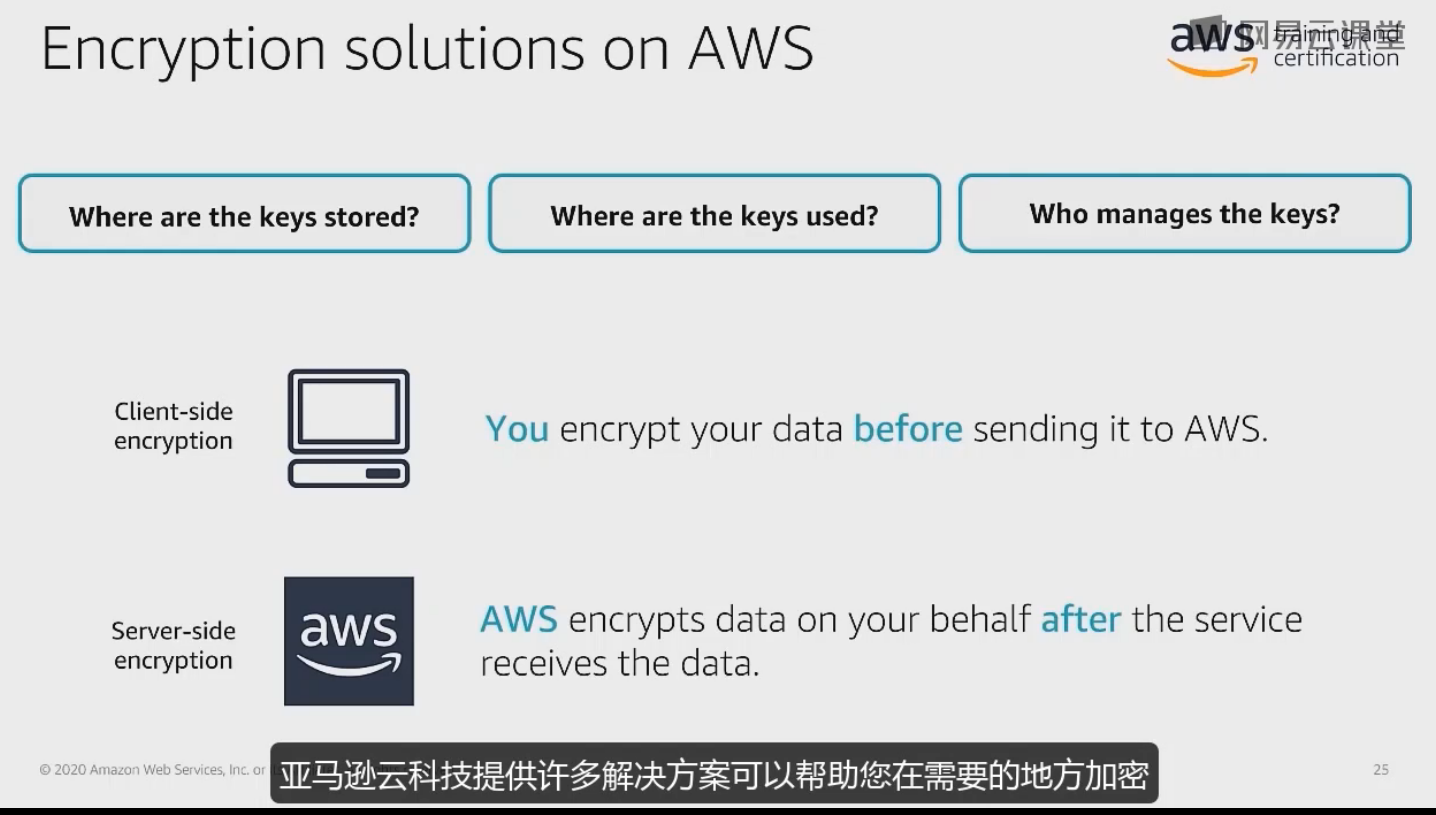 Encryption solutions on AWS
aws training and
certification
网易云课堂
Where are the keys stored?
Where are the keys used?
Who manages the keys?
Client-side
encryption
You encrypt your data before sending it to AWS.
Server-side
encryption
aws
AWS encrypts data on your behalf after the service
receives the data.
© 2020 Amazon Web Services, Inc. or
亚马逊云科技提供许多解决方案可以帮助您在需要的地方加密
25